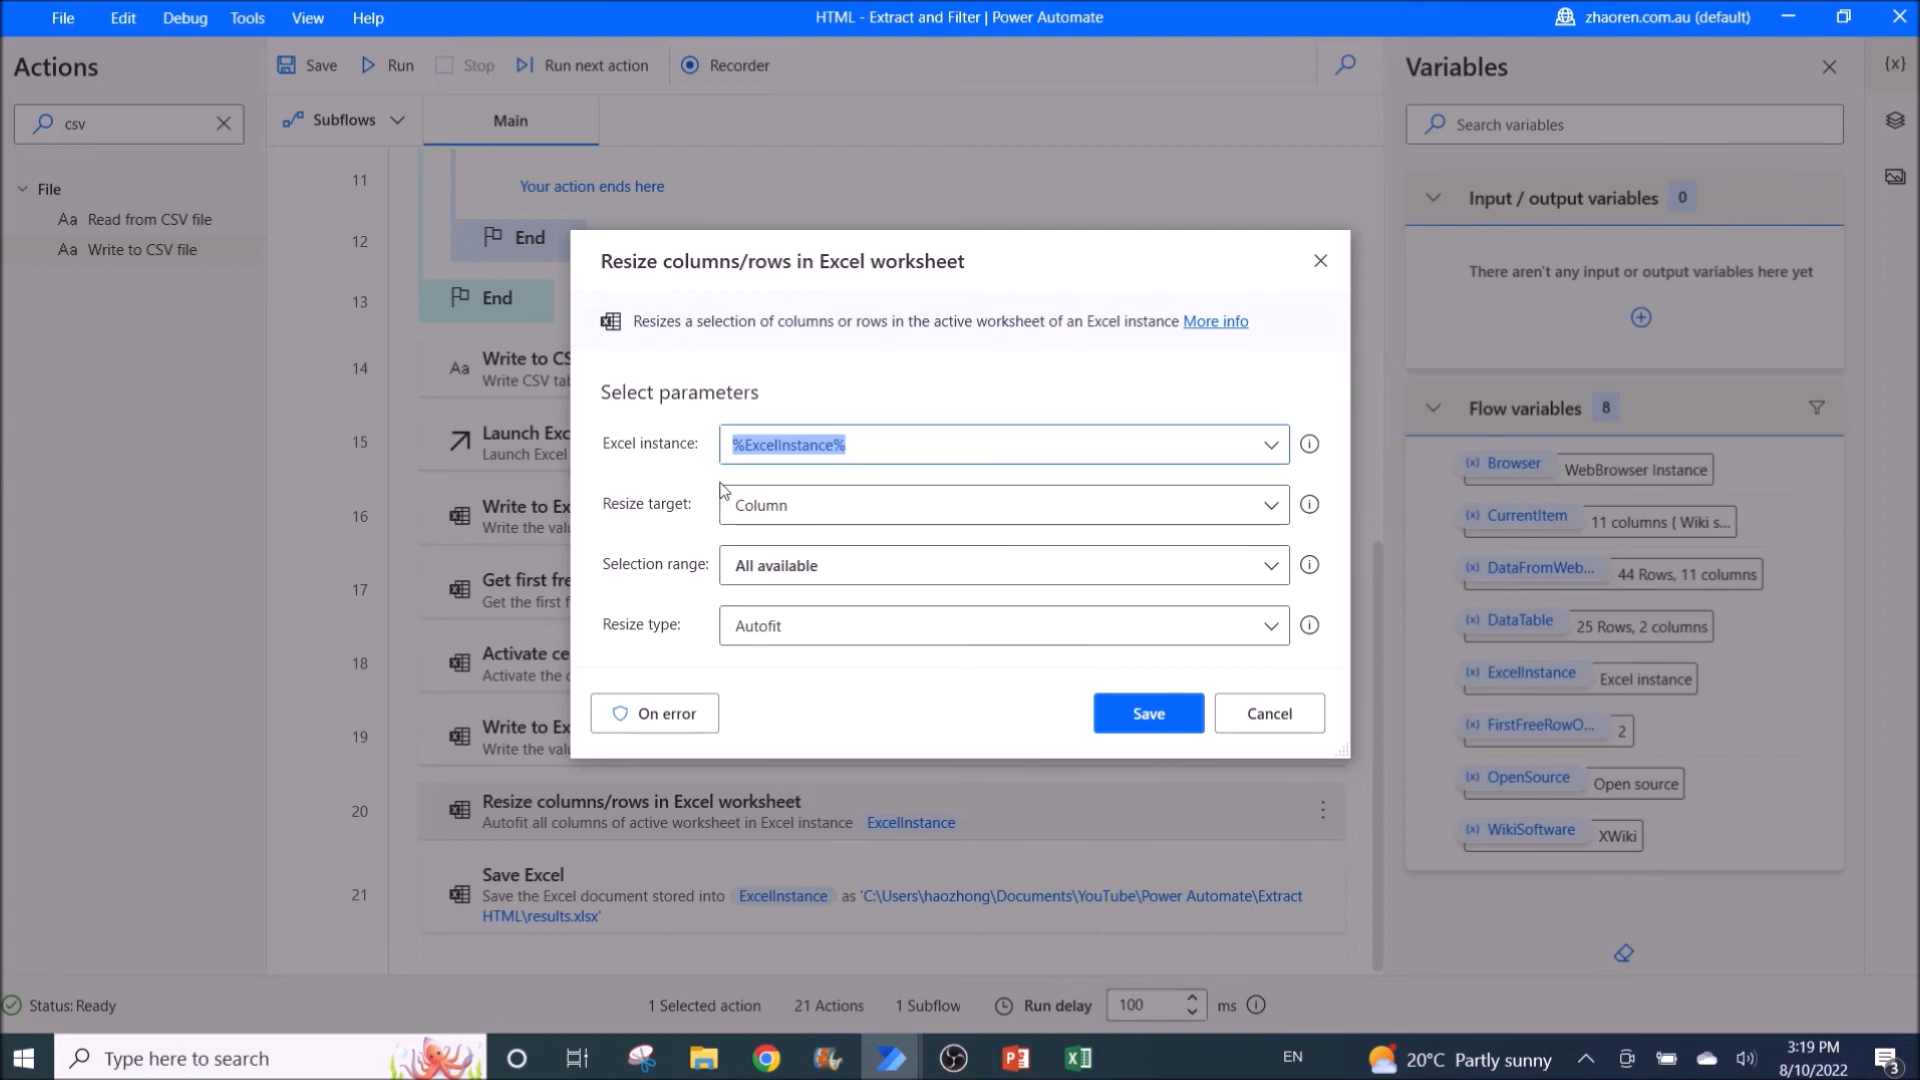 File Edit Debug Tools View Help HTML - Extract and Filter | Power Automate zhaoren.com.au (default)
Actions
csv
File
Aa Read from CSV file
Aa Write to CSV file
Save Run Stop Run next action Recorder
Subflows Main
11 Your action ends here
12 End
13 End
14 Aa Write to CS
Write CSV tal
15 Launch Exc
Launch Excel
16 Write to Ex
Write the valu
17 Get first fre
Get the first f
18 Activate ce
Activate the c
19 Write to Ex
Write the valu
20 Resize columns/rows in Excel worksheet
Autofit all columns of active worksheet in Excel instance ExcelInstance
21 Save Excel
Save the Excel document stored into ExcelInstance as 'C:\Users\haozhong\Documents\YouTube\Power Automate\Extract
HTML\results.xlsx'
Resize columns/rows in Excel worksheet
Resizes a selection of columns or rows in the active worksheet of an Excel instance More info
Select parameters
Excel instance: %ExcelInstance%
Resize target: Column
Selection range: All available
Resize type: Autofit
On error Save Cancel
Variables {x}
Search variables
Input / output variables 0
There aren't any input or output variables here yet
Flow variables 8
(x) Browser WebBrowser Instance
(x) CurrentItem 11 columns { Wiki s...
(x) DataFromWeb... 44 Rows, 11 columns
(x) DataTable 25 Rows, 2 columns
(x) ExcelInstance Excel instance
(x) FirstFreeRowO... 2
(x) OpenSource Open source
(x) WikiSoftware XWiki
Status: Ready 1 Selected action 21 Actions 1 Subflow Run delay 100 ms
Type here to search EN 20°C Partly sunny 3:19 PM
8/10/2022 3